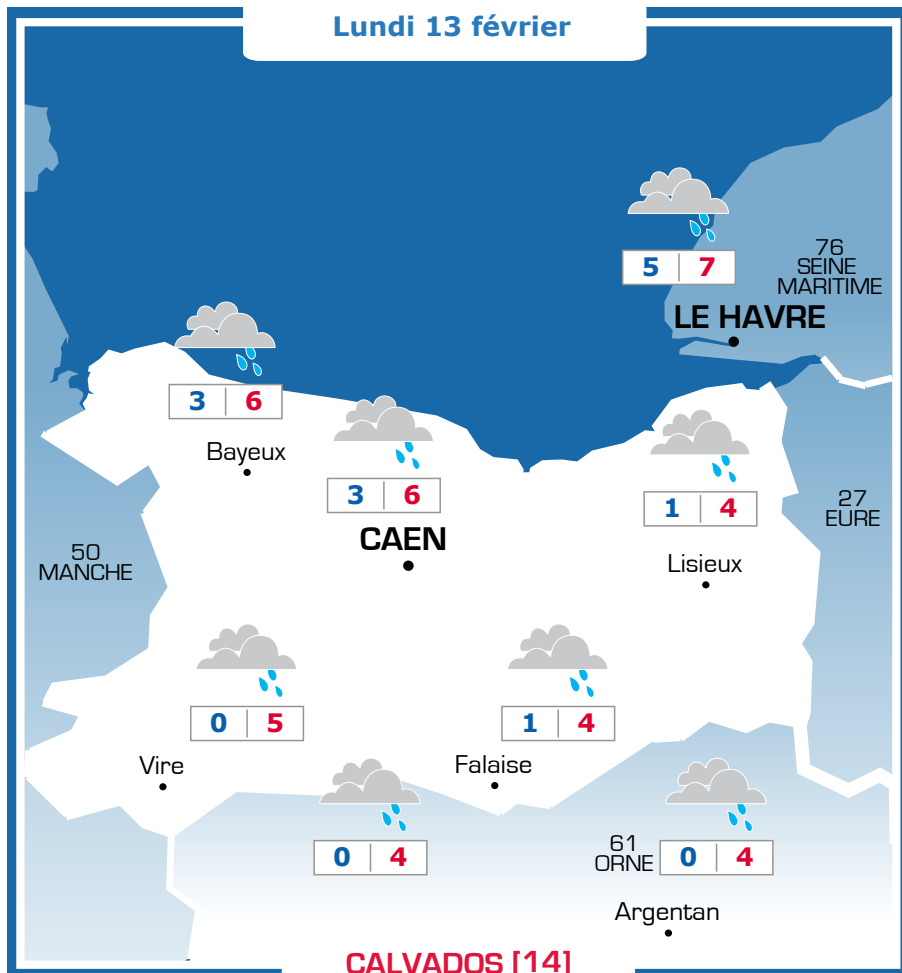 Lundi 13 février
5 7
76
SEINE
MARITIME
LE HAVRE
3 6
Bayeux
3 6
CAEN
1 4
Lisieux
27
EURE
50
MANCHE
0 5
Vire
1 4
Falaise
0 4
61
ORNE
0 4
Argentan
CALVADOS [14]